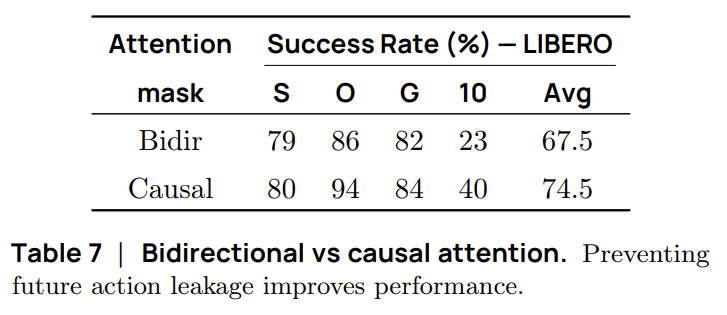 Attention Success Rate (%) — LIBERO
mask S O G 10 Avg
Bidir 79 86 82 23 67.5
Causal 80 94 84 40 74.5
Table 7 | Bidirectional vs causal attention. Preventing
future action leakage improves performance.